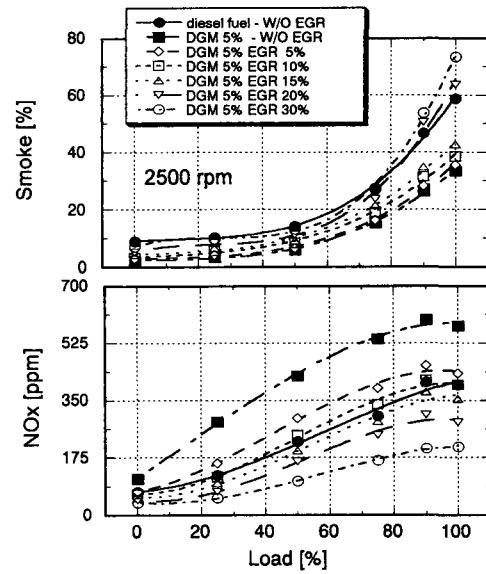 diesel fuel - W/O EGR
DGM 5% - W/O EGR
DGM 5% EGR 5%
DGM 5% EGR 10%
DGM 5% EGR 15%
DGM 5% EGR 20%
DGM 5% EGR 30%
80
60
40
20
0
Smoke [%]
2500 rpm
700
525
350
175
0
NOx [ppm]
0 20 40 60 80 100
Load [%]